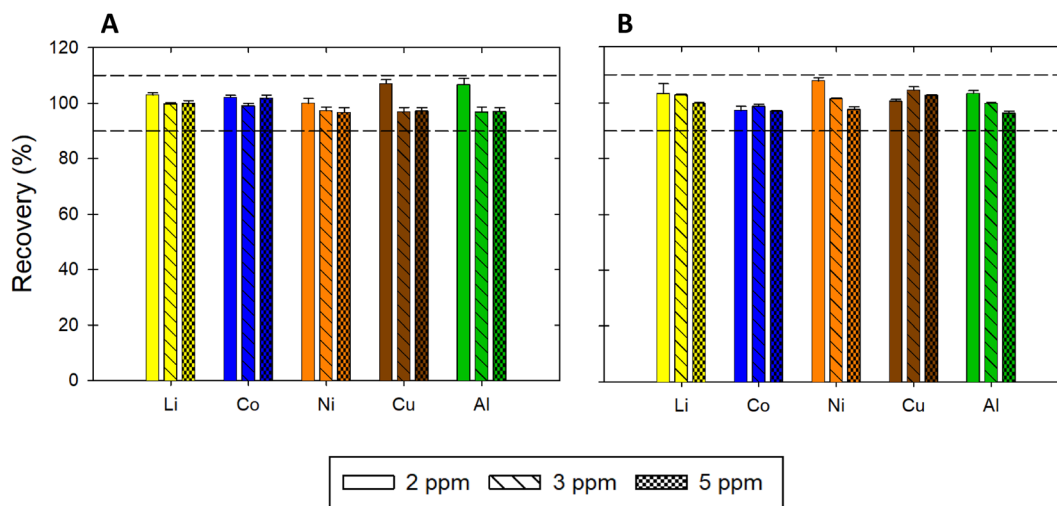 A
B
Recovery (%)
120
100
80
60
40
20
0
Li Co Ni Cu Al
Li Co Ni Cu Al
2 ppm 3 ppm 5 ppm